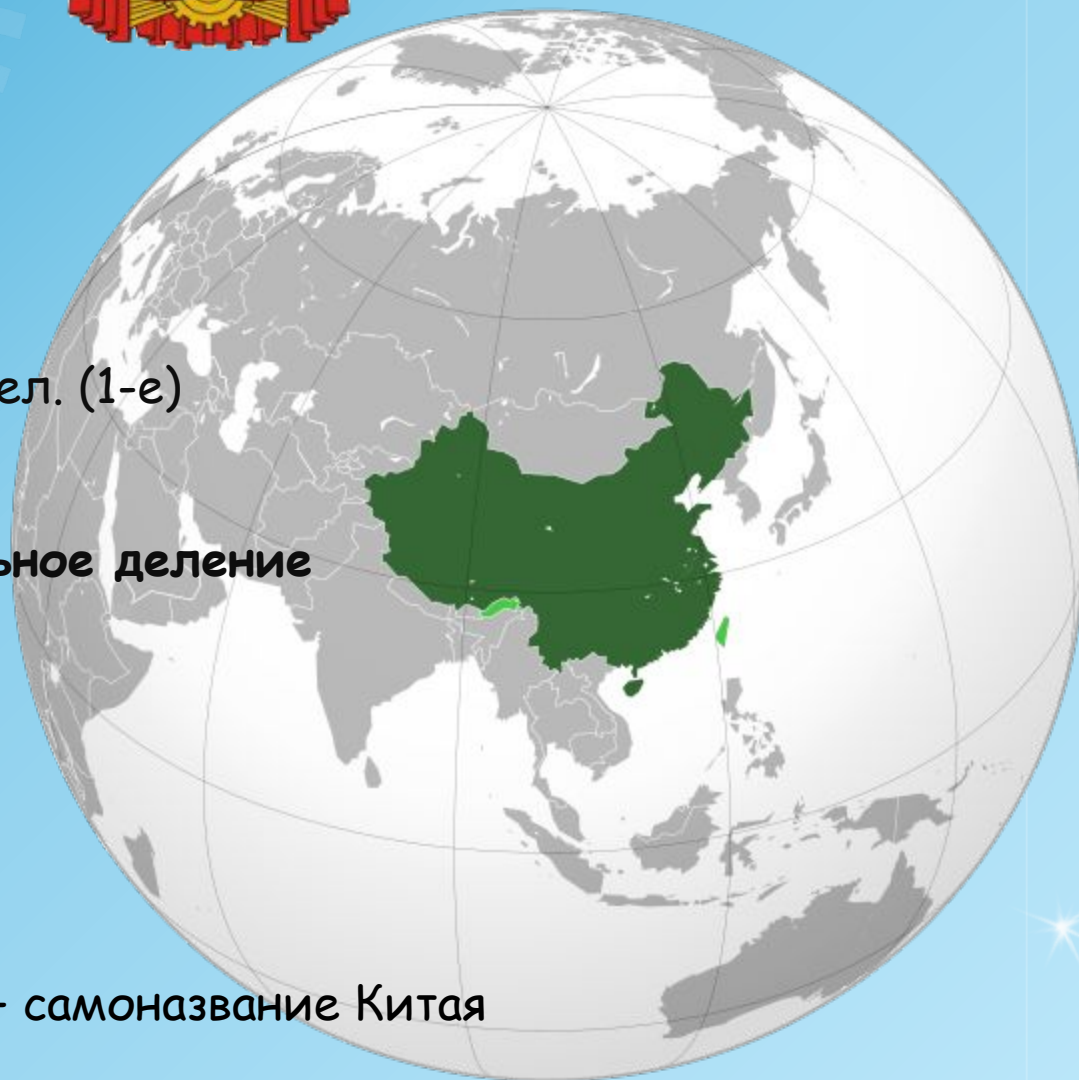 ел. (1-е)
ьное деление
- самоназвание Китая